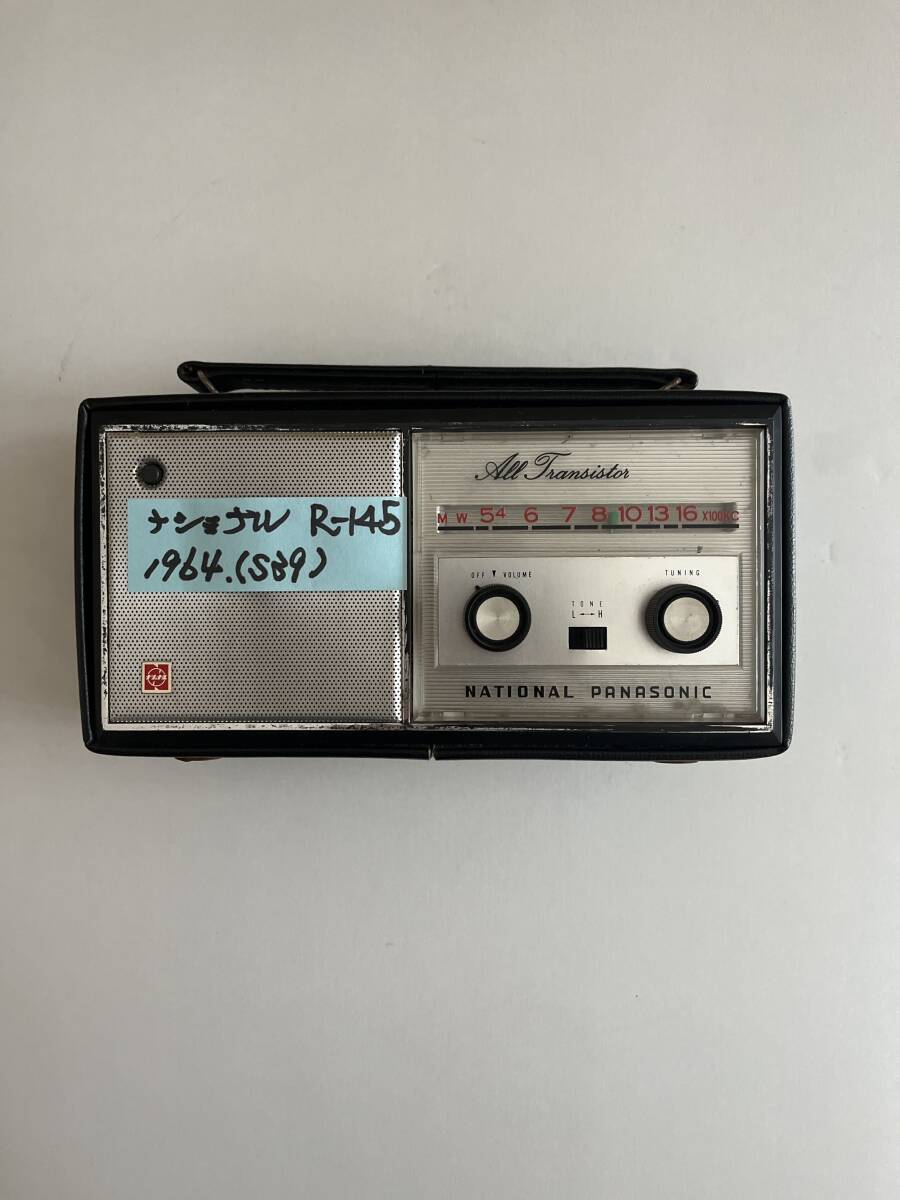 All Transistor
ナショナル R-145
1964.(S39)
MW 54 6 7 8 10 13 16 X100KC
OFF ▼ VOLUME
TUNING
TONE
L ↔ H
NATIONAL PANASONIC